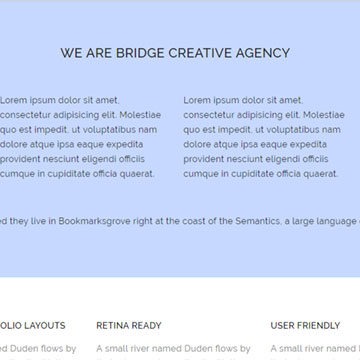 WE ARE BRIDGE CREATIVE AGENCY
Lorem ipsum dolor sit amet,
consectetur adipisicing elit. Molestiae
quo est impedit, ut voluptatibus nam
dolore atque ipsa eaque expedita
provident nesciunt eligendi officiis
cumque in cupiditate officia quaerat.
Lorem ipsum dolor sit amet,
consectetur adipisicing elit. Molestiae
quo est impedit, ut voluptatibus nam
dolore atque ipsa eaque expedita
provident nesciunt eligendi officiis
cumque in cupiditate officia quaerat.
ed they live in Bookmarksgrove right at the coast of the Semantics, a large language
OLIO LAYOUTS
ed Duden flows by
RETINA READY
A small river named Duden flows by
USER FRIENDLY
A small river named